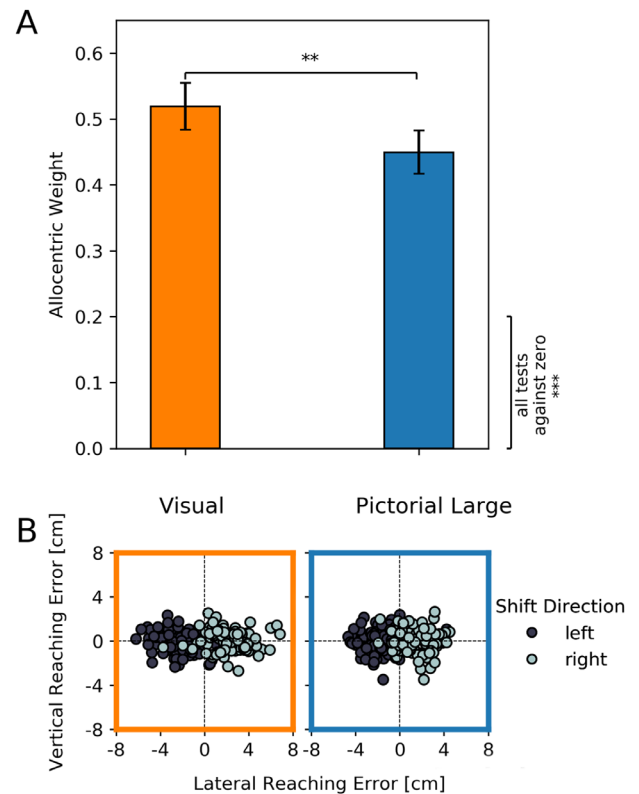 A
0.6
**
0.5
0.4
0.3
0.2
0.1
0.0
Allocentric Weight
all tests
against zero
***
Visual
Pictorial Large
B
Vertical Reaching Error [cm]
8
4
0
-4
-8
-8 -4 0 4 8 -8 -4 0 4 8
Lateral Reaching Error [cm]
Shift Direction
left
right